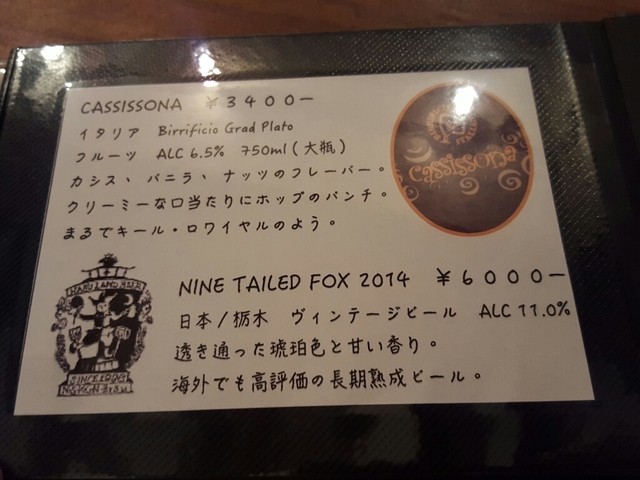 CASSISSONA ¥3400ー
イタリア Birrificio Grad Plato
フルーツ ALC 6.5% 750ml(大瓶)
カシス、バニラ、ナッツのフレーバー。
クリーミーな口当たりにホップのパンチ。
まるでキール・ロワイヤルのよう。
cassissona
NINE TAILED FOX 2014 ¥6000ー
日本/栃木 ヴィンテージビール ALC 11.0%
透き通った琥珀色と甘い香り。
海外でも高評価の長期熟成ビール。
SINCE 1996